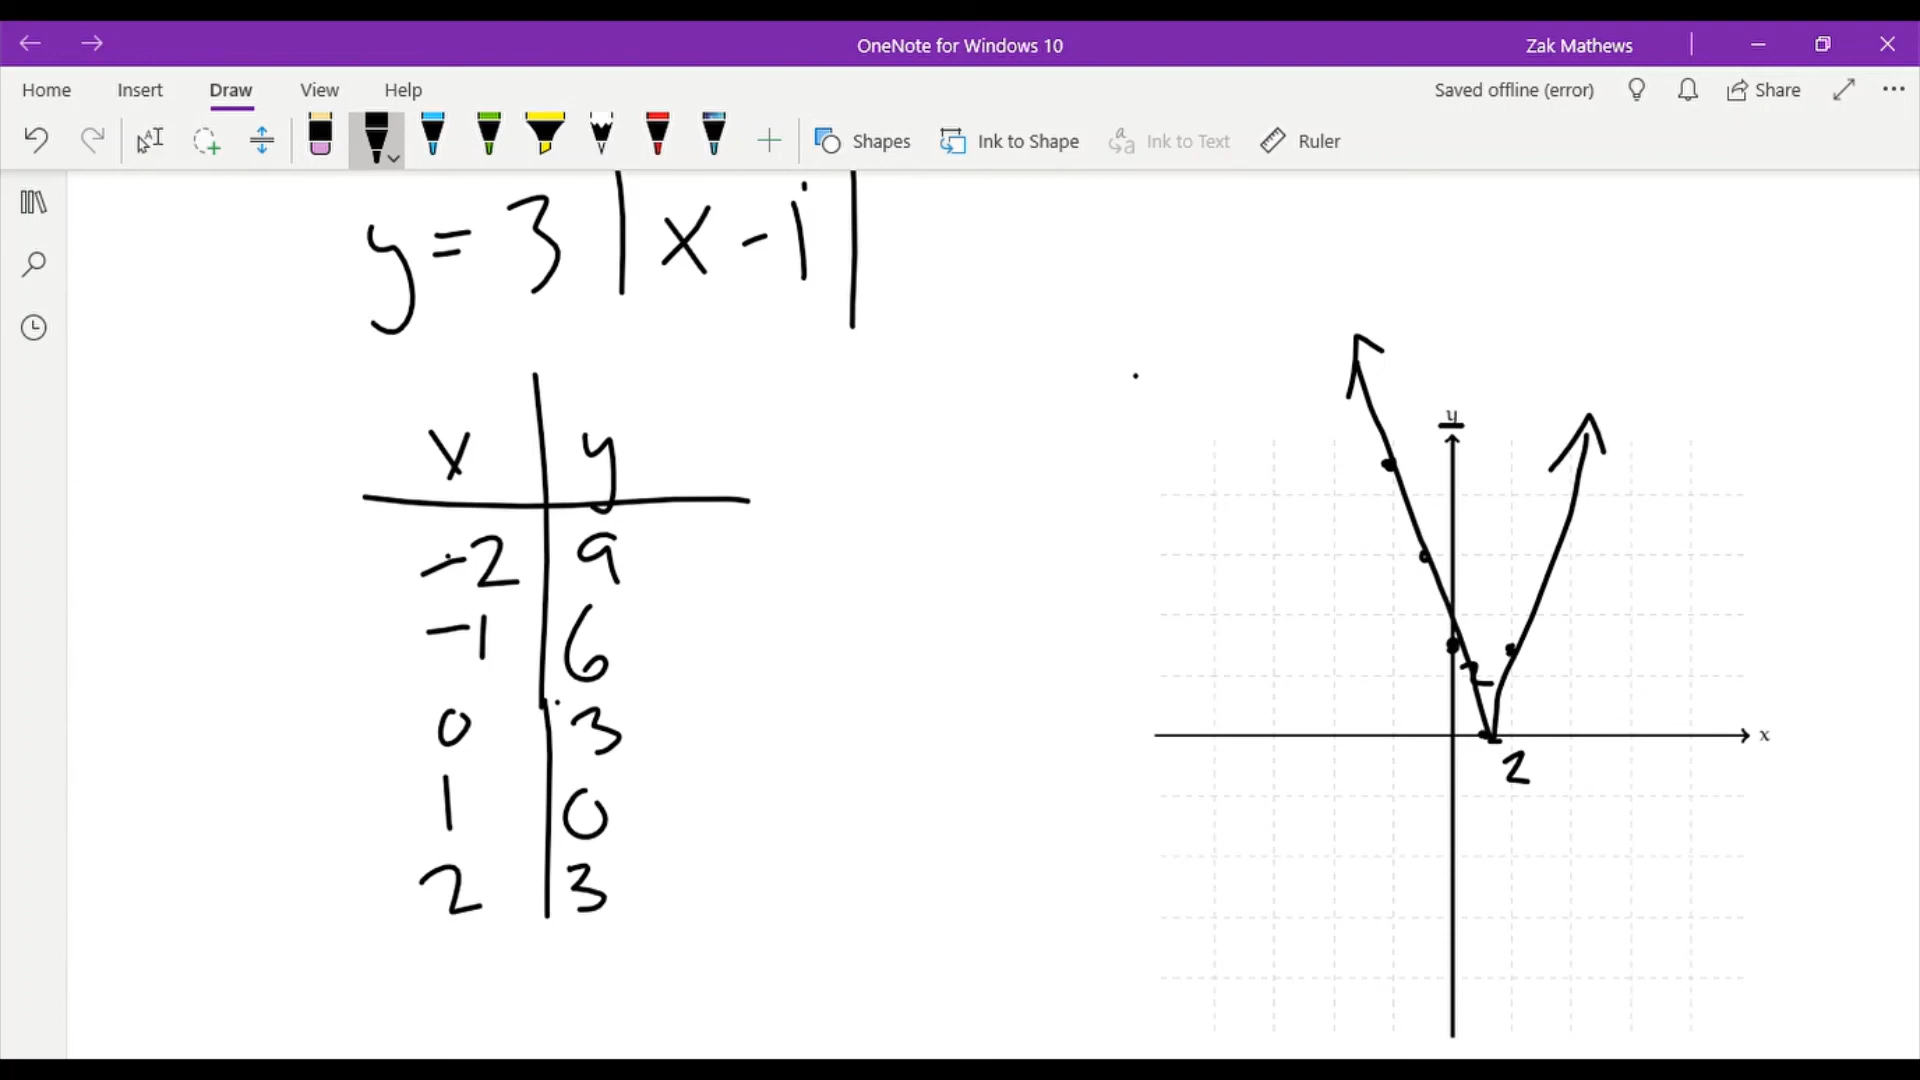 OneNote for Windows 10
Zak Mathews
Home Insert Draw View Help
Saved offline (error)
Share
Shapes Ink to Shape Ink to Text Ruler
y = 3 |x - 1|
x y
-2 9
-1 6
0 3
1 0
2 3
y
2
x
2